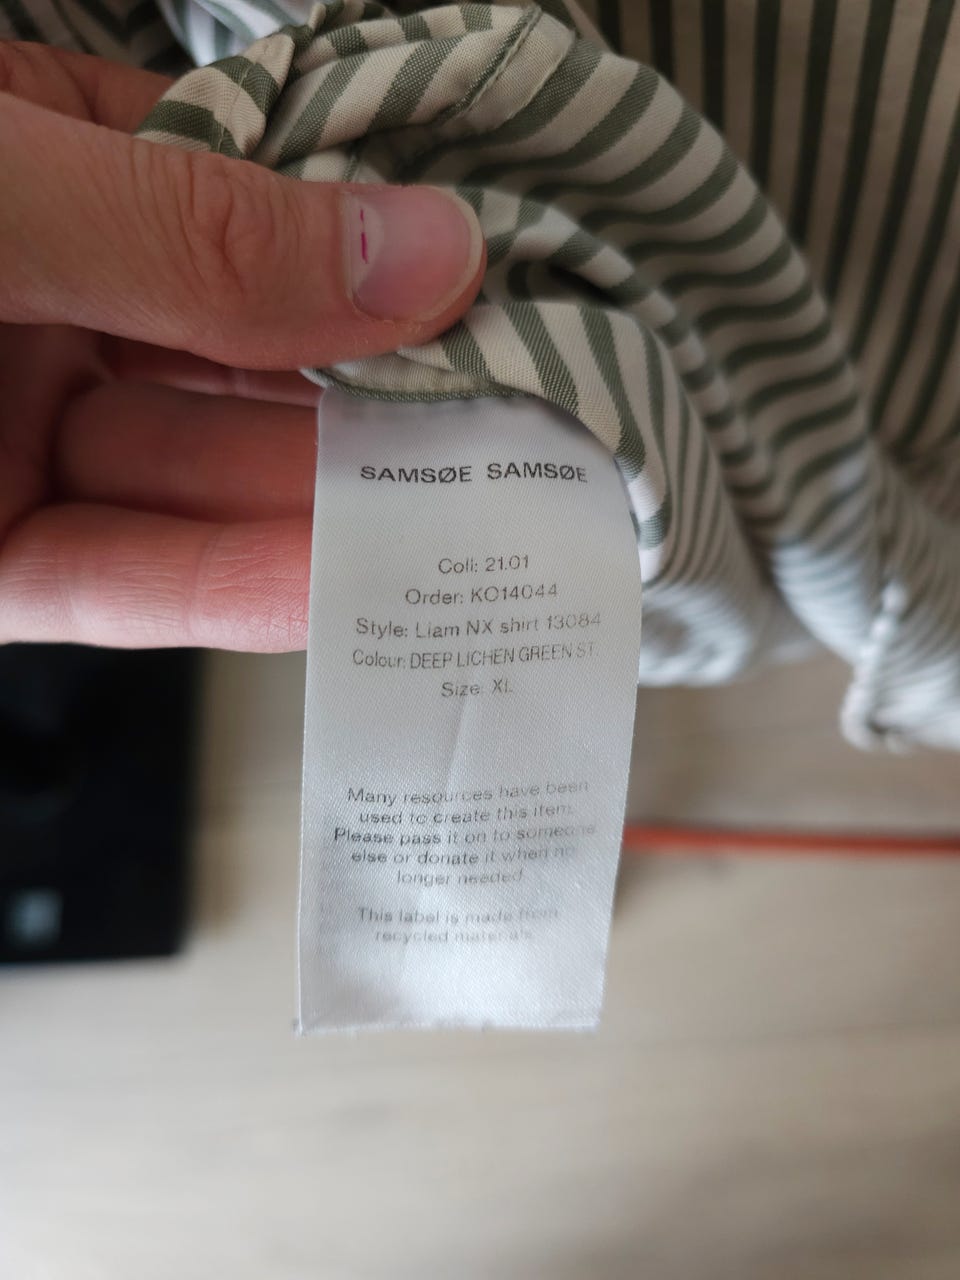 SAMSØE SAMSØE
Coli: 21.01
Order: KO14044
Style: Liam NX shirt 13084
Colour: DEEP LICHEN GREEN ST.
Size: XL
Many resources have been
used to create this item.
Please pass it on to someone
else or donate it when no
longer needed.
This label is made from
recycled materials.